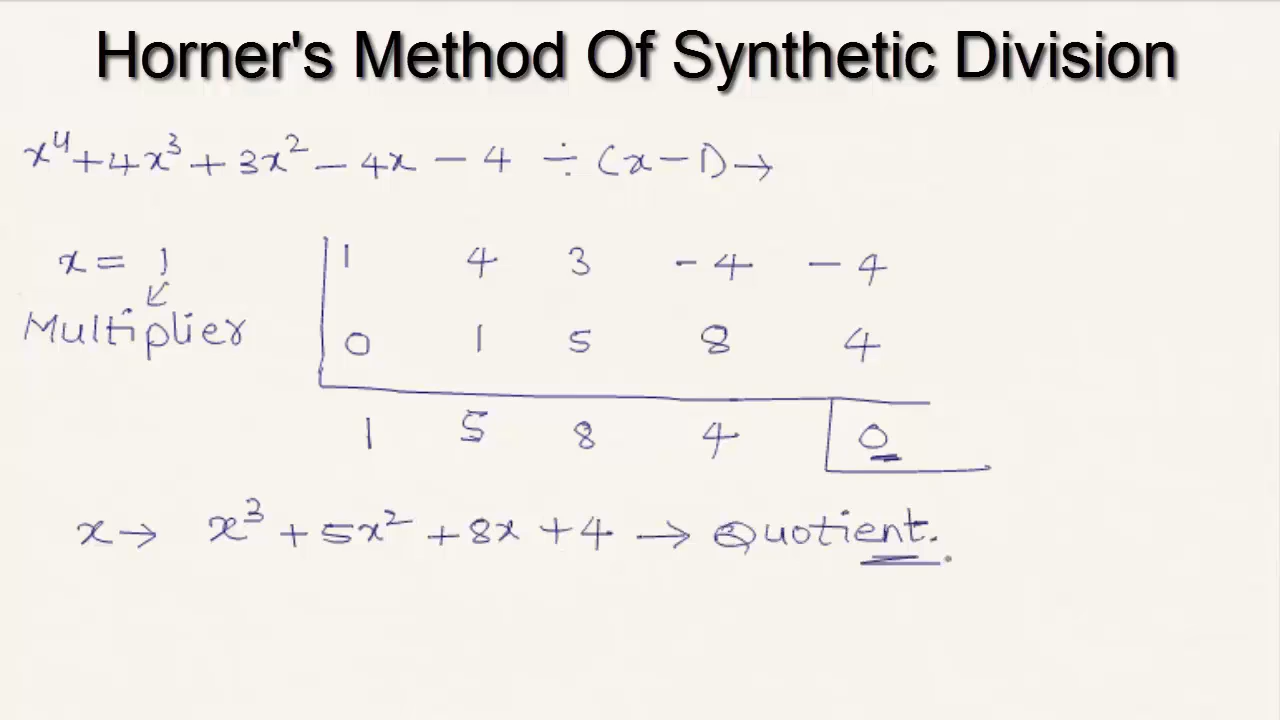 Horner's Method Of Synthetic Division
x⁴ + 4x³ + 3x² - 4x - 4 ÷ (x - 1) →
x = 1 1 4 3 - 4 - 4
Multiplier 0 1 5 8 4
1 5 8 4 0
x → x³ + 5x² + 8x + 4 → Quotient.